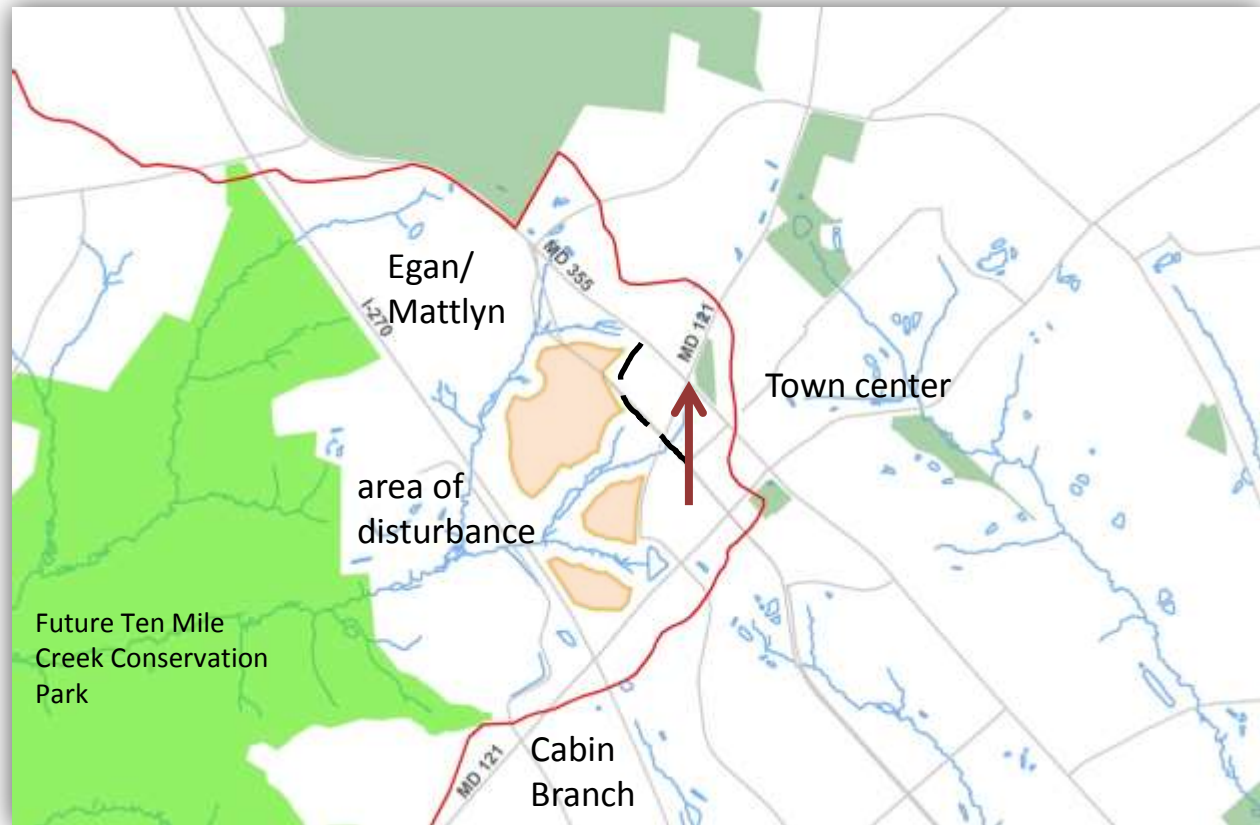 MD 355
Egan/
Mattlyn
I-270
MD 121
Town center
area of
disturbance
Future Ten Mile
Creek Conservation
Park
Cabin
Branch
MD 121